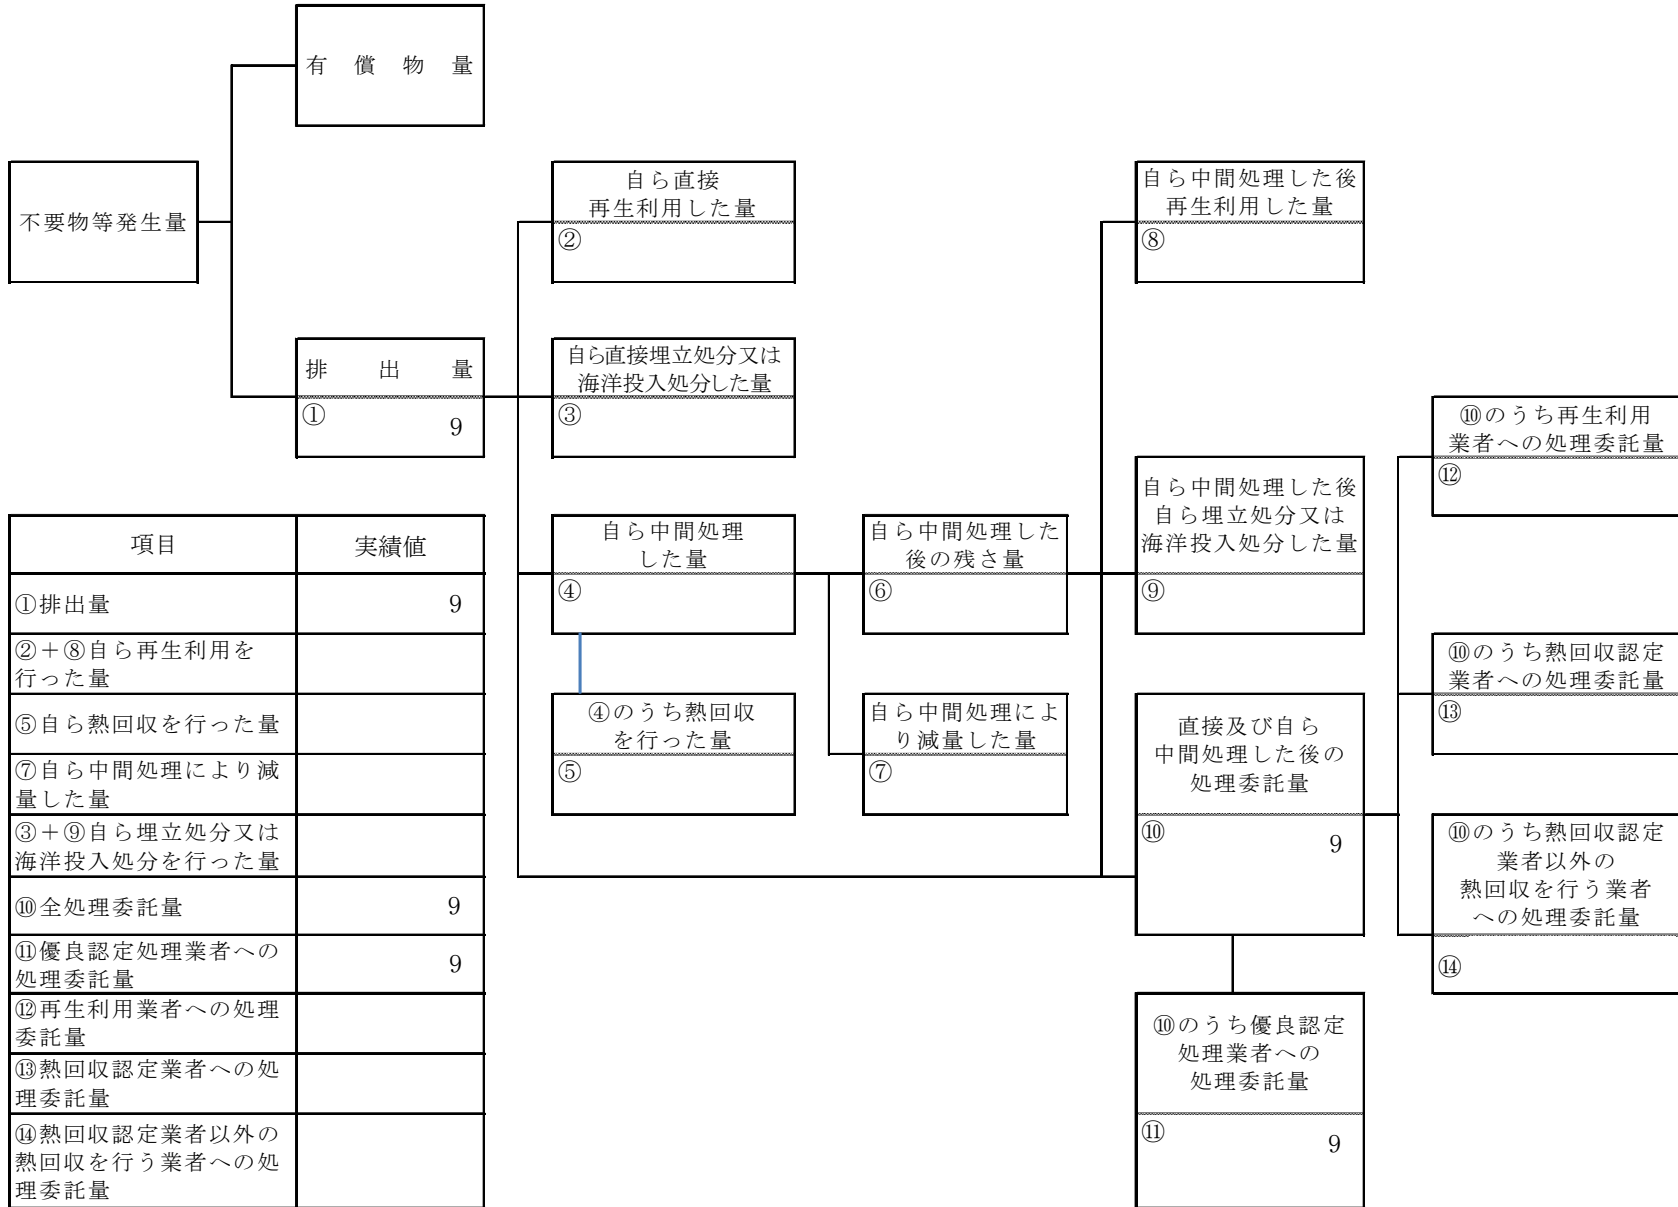 有償物量
不要物等発生量
自ら直接
再生利用した量
②
自ら中間処理した後
再生利用した量
⑧
排出量
①
9
自ら直接埋立処分又は
海洋投入処分した量
③
⑩のうち再生利用
業者への処理委託量
⑫
自ら中間処理した後
自ら埋立処分又は
海洋投入処分した量
⑨
自ら中間処理
した量
④
自ら中間処理した
後の残さ量
⑥
④のうち熱回収
を行った量
⑤
自ら中間処理によ
り減量した量
⑦
直接及び自ら
中間処理した後の
処理委託量
⑩
9
⑩のうち熱回収認定
業者への処理委託量
⑬
⑩のうち熱回収認定
業者以外の
熱回収を行う業者
への処理委託量
⑭
⑩のうち優良認定
処理業者への
処理委託量
⑪
9
項目 実績値
①排出量 9
②+⑧自ら再生利用を
行った量
⑤自ら熱回収を行った量
⑦自ら中間処理により減
量した量
③+⑨自ら埋立処分又は
海洋投入処分を行った量
⑩全処理委託量 9
⑪優良認定処理業者への
処理委託量 9
⑫再生利用業者への処理
委託量
⑬熱回収認定業者への処
理委託量
⑭熱回収認定業者以外の
熱回収を行う業者への処
理委託量